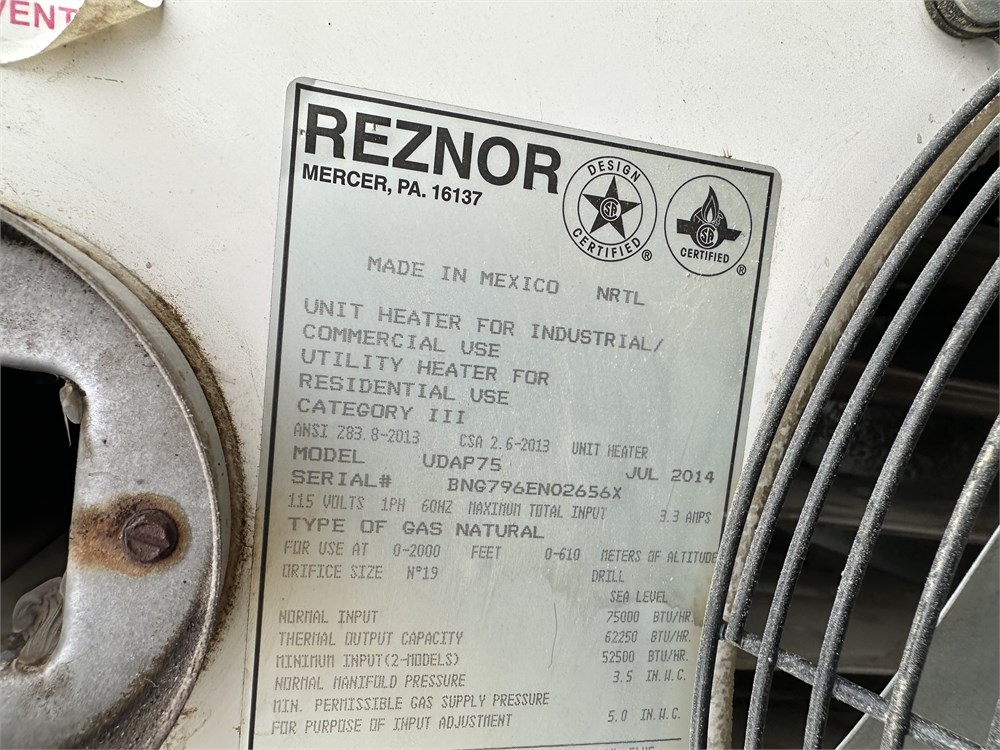 VENT
REZNOR
MERCER, PA. 16137
DESIGN CERTIFIED ®
CERTIFIED ®
MADE IN MEXICO NRTL
UNIT HEATER FOR INDUSTRIAL/
COMMERCIAL USE
UTILITY HEATER FOR
RESIDENTIAL USE
CATEGORY III
ANSI Z83.8-2013 CSA 2.6-2013 UNIT HEATER
MODEL UDAP75 JUL 2014
SERIAL# BNG796EN02656X
115 VOLTS 1PH 60HZ MAXIMUM TOTAL INPUT 3.3 AMPS
TYPE OF GAS NATURAL
FOR USE AT 0-2000 FEET 0-610 METERS OF ALTITUDE
ORIFICE SIZE N°19 DRILL
SEA LEVEL
NORMAL INPUT 75000 BTU/HR.
THERMAL OUTPUT CAPACITY 62250 BTU/HR.
MINIMUM INPUT(2-MODELS) 52500 BTU/HR.
NORMAL MANIFOLD PRESSURE 3.5 IN.W.C.
MIN. PERMISSIBLE GAS SUPPLY PRESSURE
FOR PURPOSE OF INPUT ADJUSTMENT 5.0 IN.W.C.